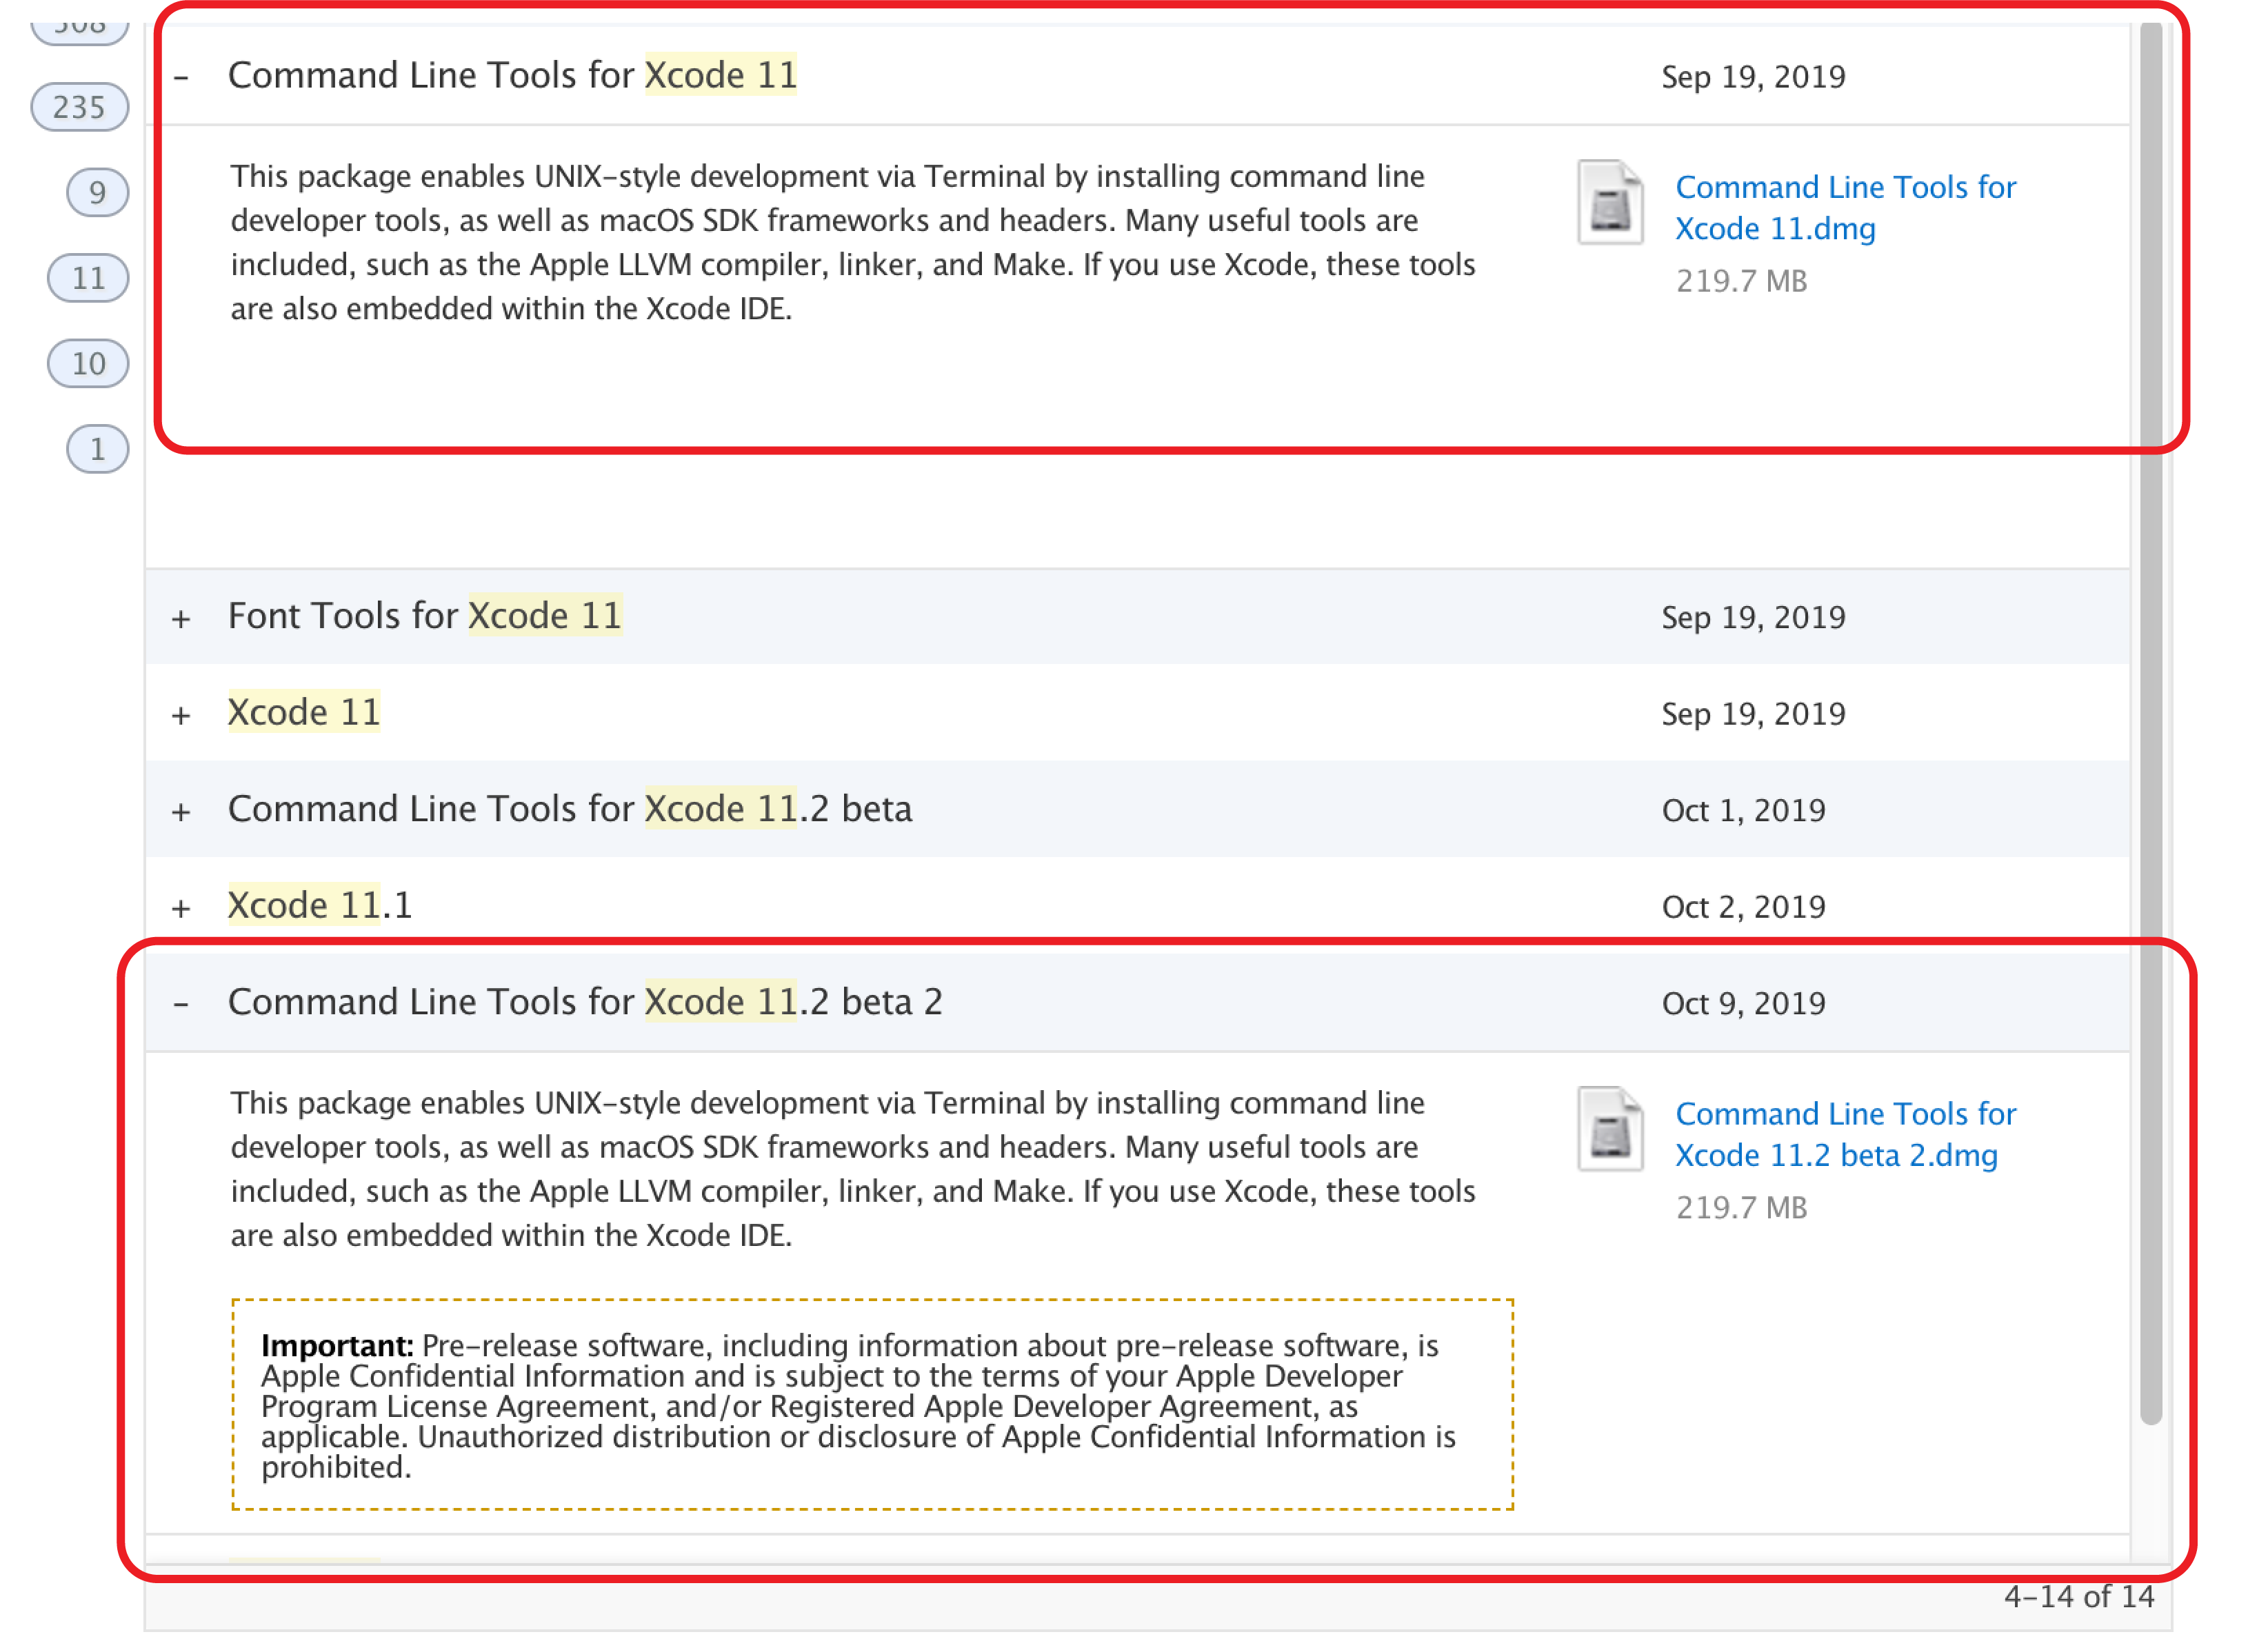 308
235
9
11
10
1
– Command Line Tools for Xcode 11 Sep 19, 2019
This package enables UNIX–style development via Terminal by installing command line
developer tools, as well as macOS SDK frameworks and headers. Many useful tools are
included, such as the Apple LLVM compiler, linker, and Make. If you use Xcode, these tools
are also embedded within the Xcode IDE.
Command Line Tools for
Xcode 11.dmg
219.7 MB
+ Font Tools for Xcode 11 Sep 19, 2019
+ Xcode 11 Sep 19, 2019
+ Command Line Tools for Xcode 11.2 beta Oct 1, 2019
+ Xcode 11.1 Oct 2, 2019
– Command Line Tools for Xcode 11.2 beta 2 Oct 9, 2019
This package enables UNIX–style development via Terminal by installing command line
developer tools, as well as macOS SDK frameworks and headers. Many useful tools are
included, such as the Apple LLVM compiler, linker, and Make. If you use Xcode, these tools
are also embedded within the Xcode IDE.
Command Line Tools for
Xcode 11.2 beta 2.dmg
219.7 MB
Important: Pre–release software, including information about pre–release software, is
Apple Confidential Information and is subject to the terms of your Apple Developer
Program License Agreement, and/or Registered Apple Developer Agreement, as
applicable. Unauthorized distribution or disclosure of Apple Confidential Information is
prohibited.
4–14 of 14